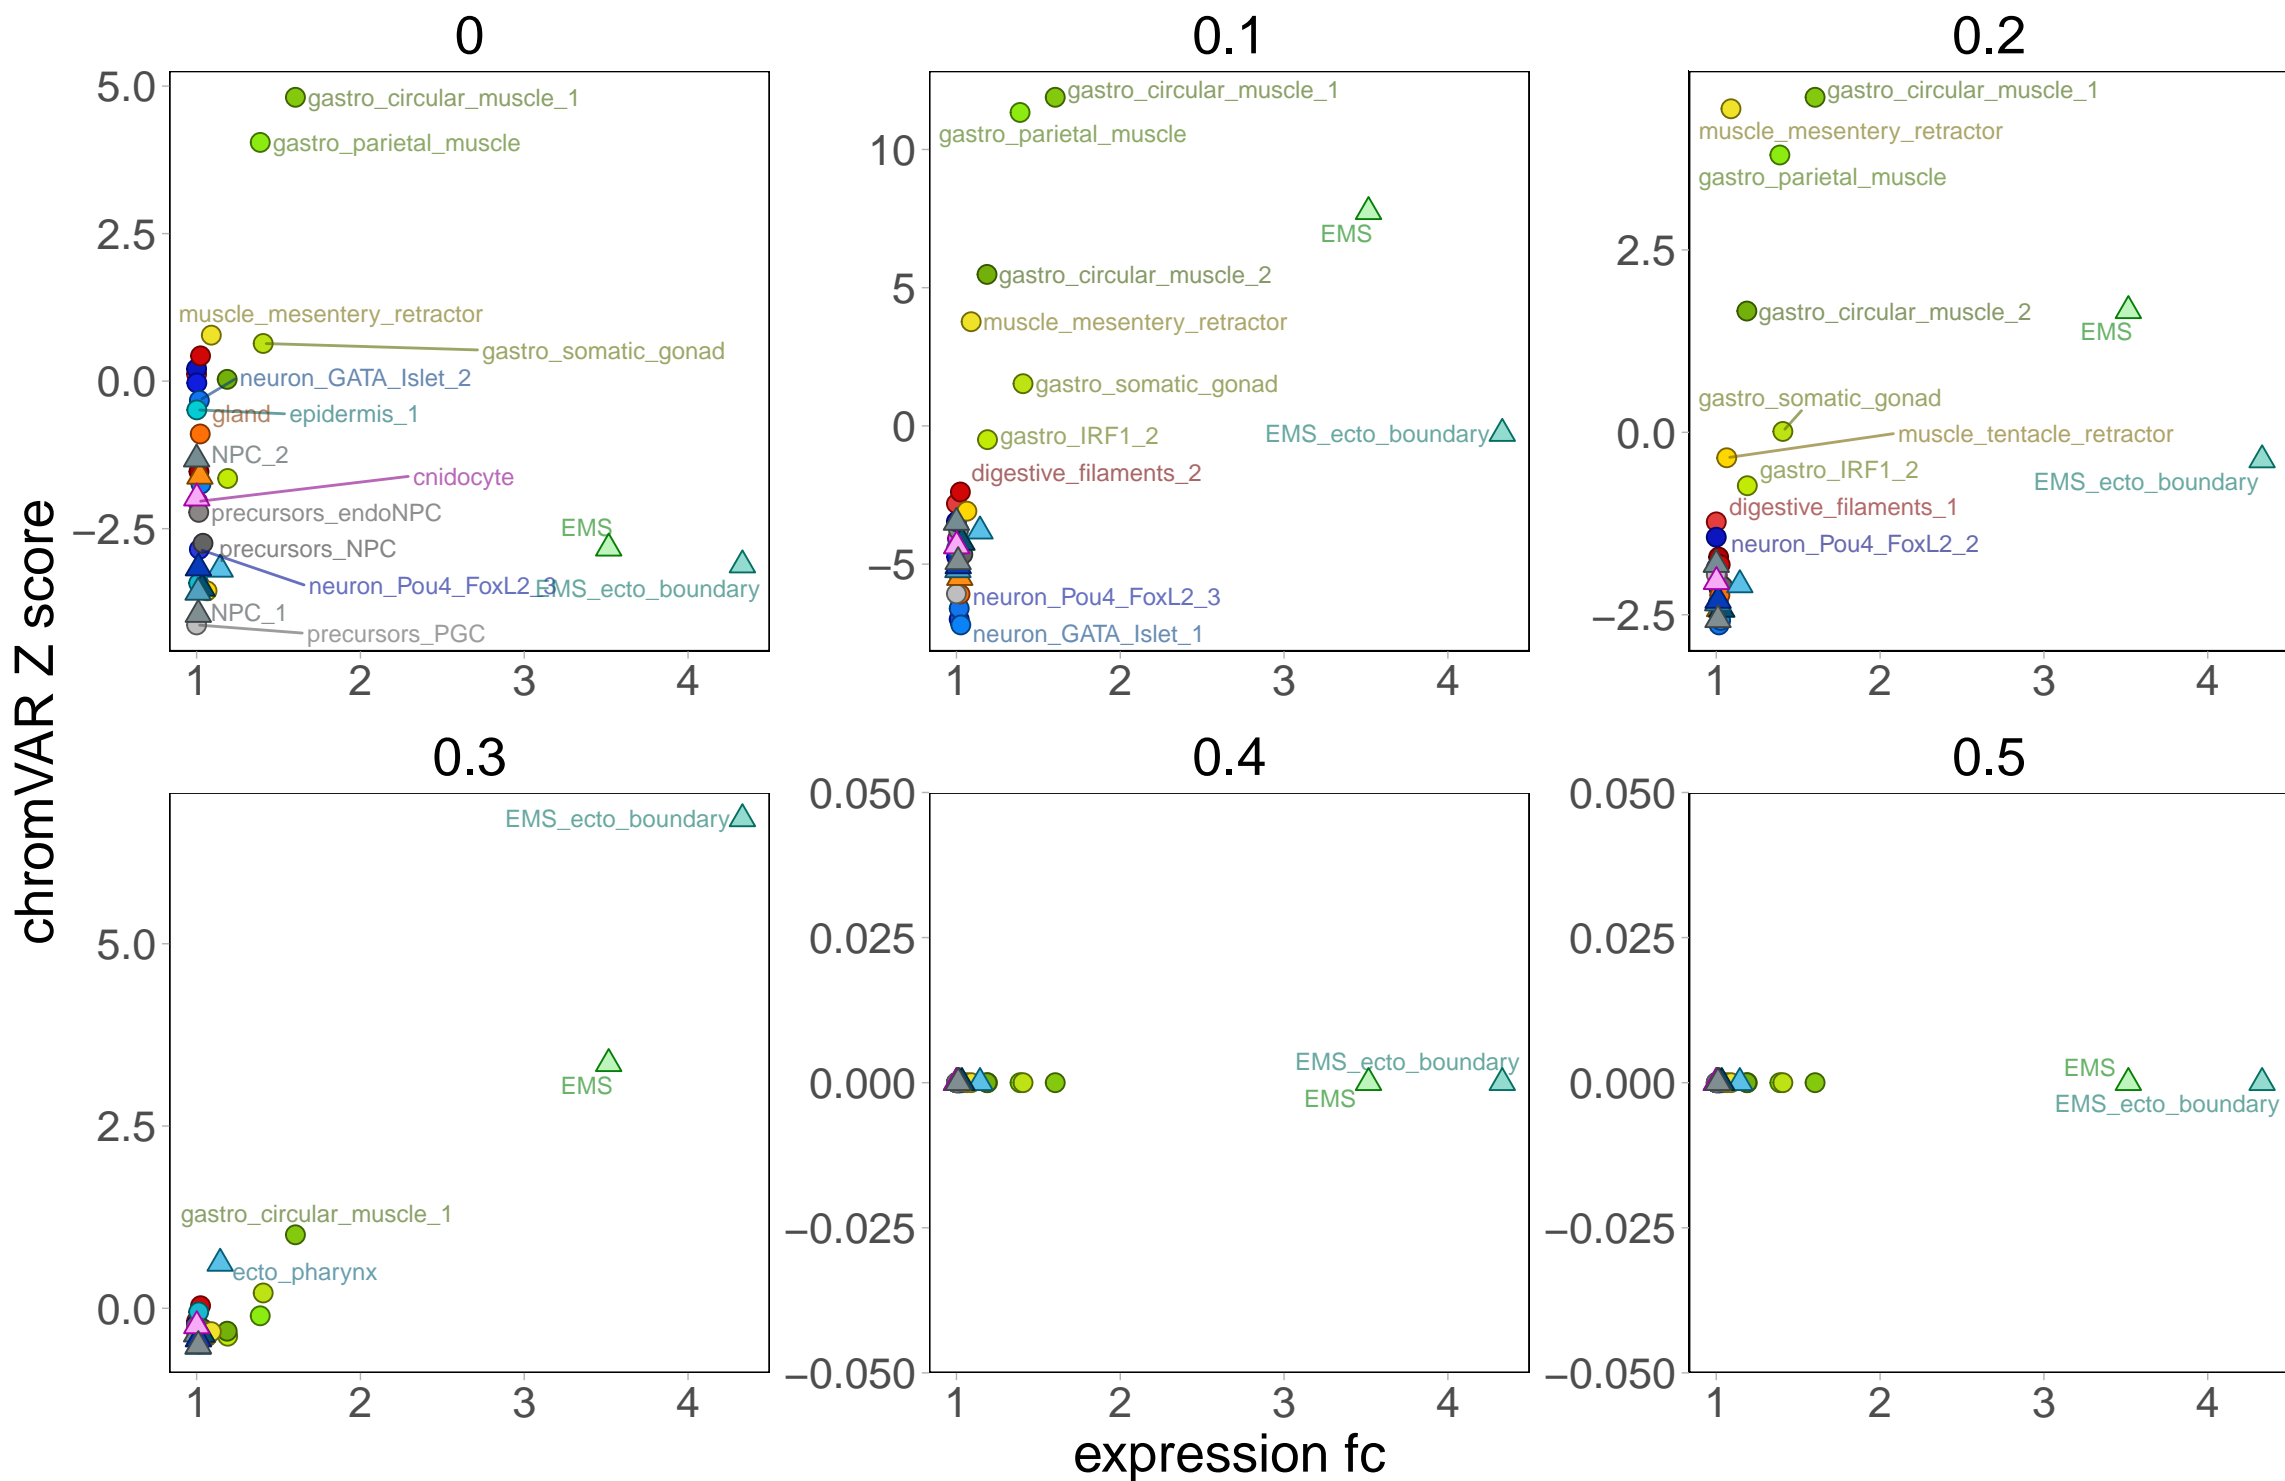 0
0.1
0.2
5.0
2.5
0.0
−2.5
gastro_circular_muscle_1
gastro_parietal_muscle
muscle_mesentery_retractor
gastro_somatic_gonad
neuron_GATA_Islet_2
gland
epidermis_1
NPC_2
cnidocyte
precursors_endoNPC
EMS
precursors_NPC
neuron_Pou4_FoxL2_3
EMS_ecto_boundary
NPC_1
precursors_PGC
1 2 3 4
10
5
0
−5
gastro_circular_muscle_1
gastro_parietal_muscle
EMS
gastro_circular_muscle_2
muscle_mesentery_retractor
gastro_somatic_gonad
gastro_IRF1_2
EMS_ecto_boundary
digestive_filaments_2
neuron_Pou4_FoxL2_3
neuron_GATA_Islet_1
1 2 3 4
2.5
0.0
−2.5
gastro_circular_muscle_1
muscle_mesentery_retractor
gastro_parietal_muscle
gastro_circular_muscle_2
EMS
gastro_somatic_gonad
muscle_tentacle_retractor
gastro_IRF1_2
EMS_ecto_boundary
digestive_filaments_1
neuron_Pou4_FoxL2_2
1 2 3 4
chromVAR Z score
0.3
0.4
0.5
5.0
2.5
0.0
EMS_ecto_boundary
EMS
gastro_circular_muscle_1
ecto_pharynx
1 2 3 4
0.050
0.025
0.000
−0.025
−0.050
EMS_ecto_boundary
EMS
1 2 3 4
0.050
0.025
0.000
−0.025
−0.050
EMS
EMS_ecto_boundary
1 2 3 4
expression fc